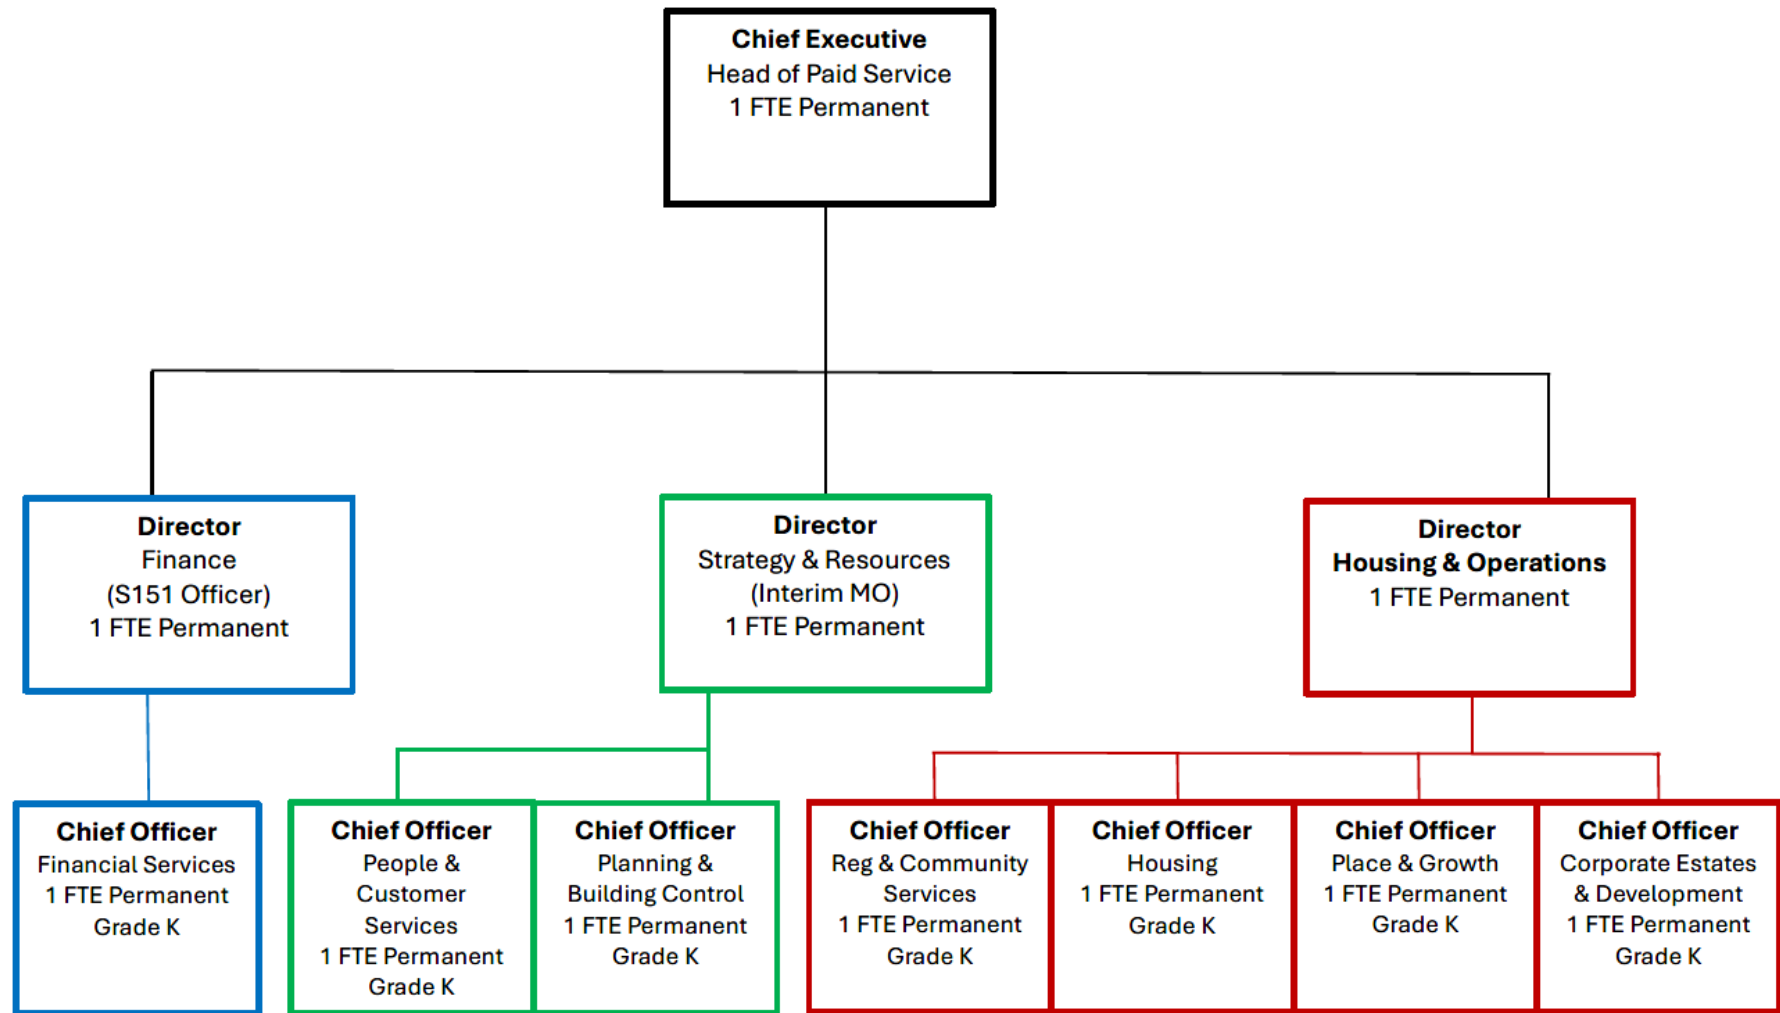 Chief Executive
Head of Paid Service
1 FTE Permanent
Director
Finance
(S151 Officer)
1 FTE Permanent
Director
Strategy & Resources
(Interim MO)
1 FTE Permanent
Director
Housing & Operations
1 FTE Permanent
Chief Officer
Financial Services
1 FTE Permanent
Grade K
Chief Officer
People &
Customer
Services
1 FTE Permanent
Grade K
Chief Officer
Planning &
Building Control
1 FTE Permanent
Grade K
Chief Officer
Reg & Community
Services
1 FTE Permanent
Grade K
Chief Officer
Housing
1 FTE Permanent
Grade K
Chief Officer
Place & Growth
1 FTE Permanent
Grade K
Chief Officer
Corporate Estates
& Development
1 FTE Permanent
Grade K